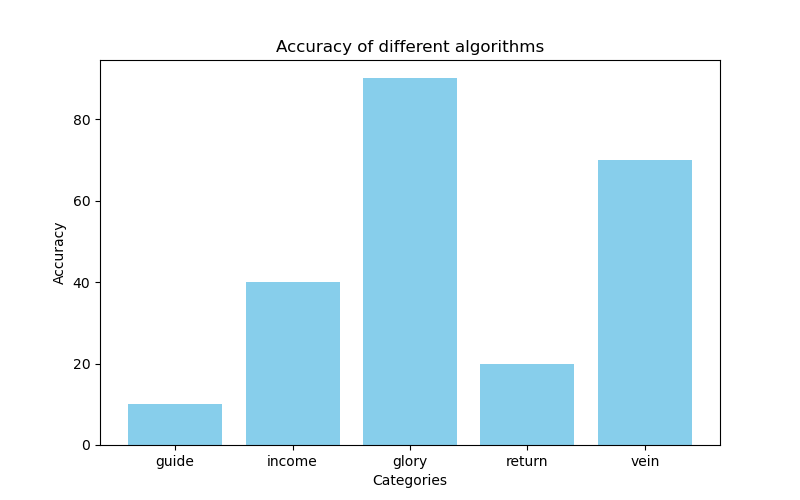 Accuracy of different algorithms
Accuracy
80
60
40
20
0
guide income glory return vein
Categories